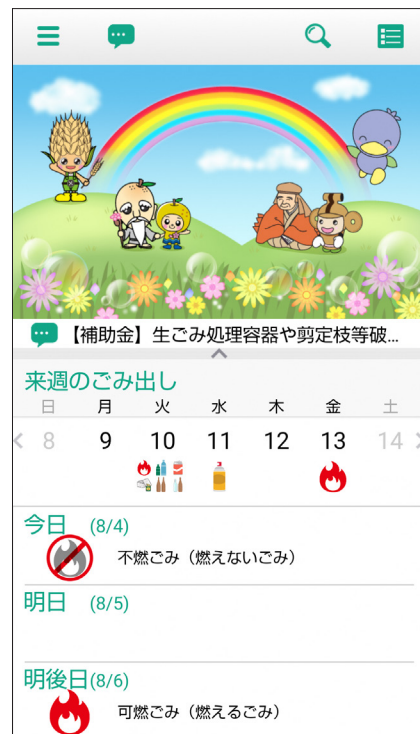 【補助金】生ごみ処理容器や剪定枝等破...
来週のごみ出し
日 月 火 水 木 金 土
8 9 10 11 12 13 14
今日 (8/4)
不燃ごみ（燃えないごみ）
明日 (8/5)
明後日(8/6)
可燃ごみ（燃えるごみ）